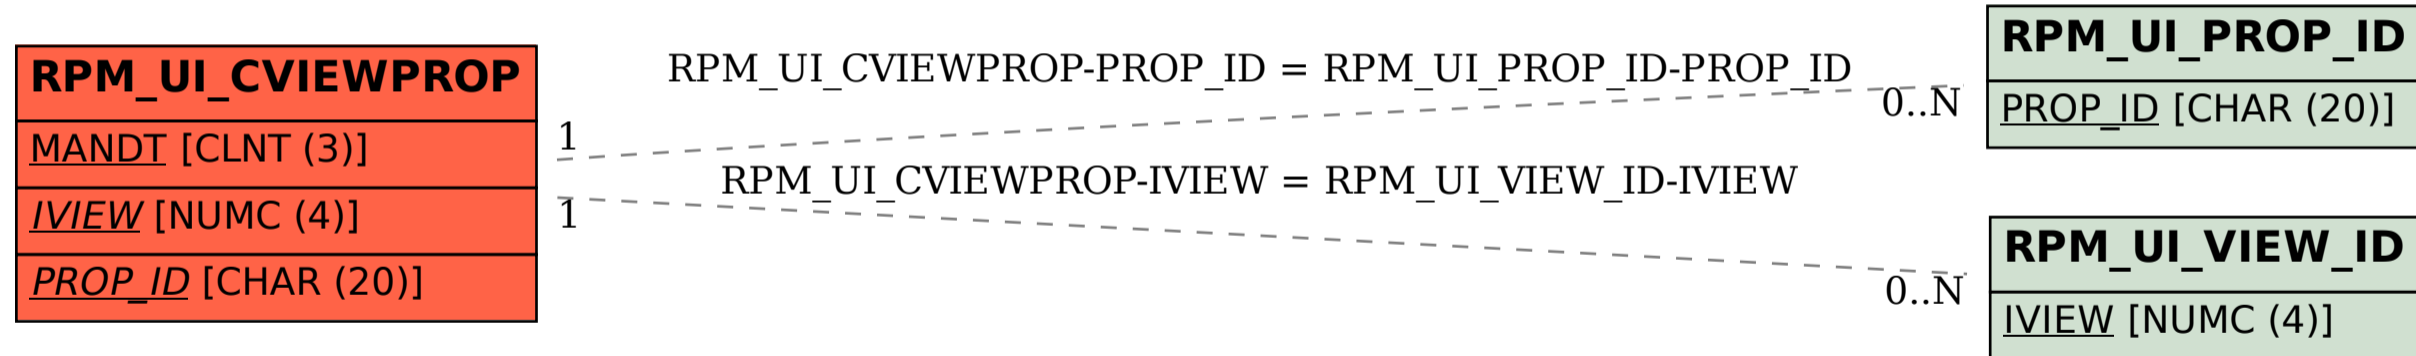 RPM_UI_CVIEWPROP
MANDT [CLNT (3)]
IVIEW [NUMC (4)]
PROP_ID [CHAR (20)]
RPM_UI_CVIEWPROP-PROP_ID = RPM_UI_PROP_ID-PROP_ID
1
0..N
RPM_UI_CVIEWPROP-IVIEW = RPM_UI_VIEW_ID-IVIEW
1
0..N
RPM_UI_PROP_ID
PROP_ID [CHAR (20)]
RPM_UI_VIEW_ID
IVIEW [NUMC (4)]